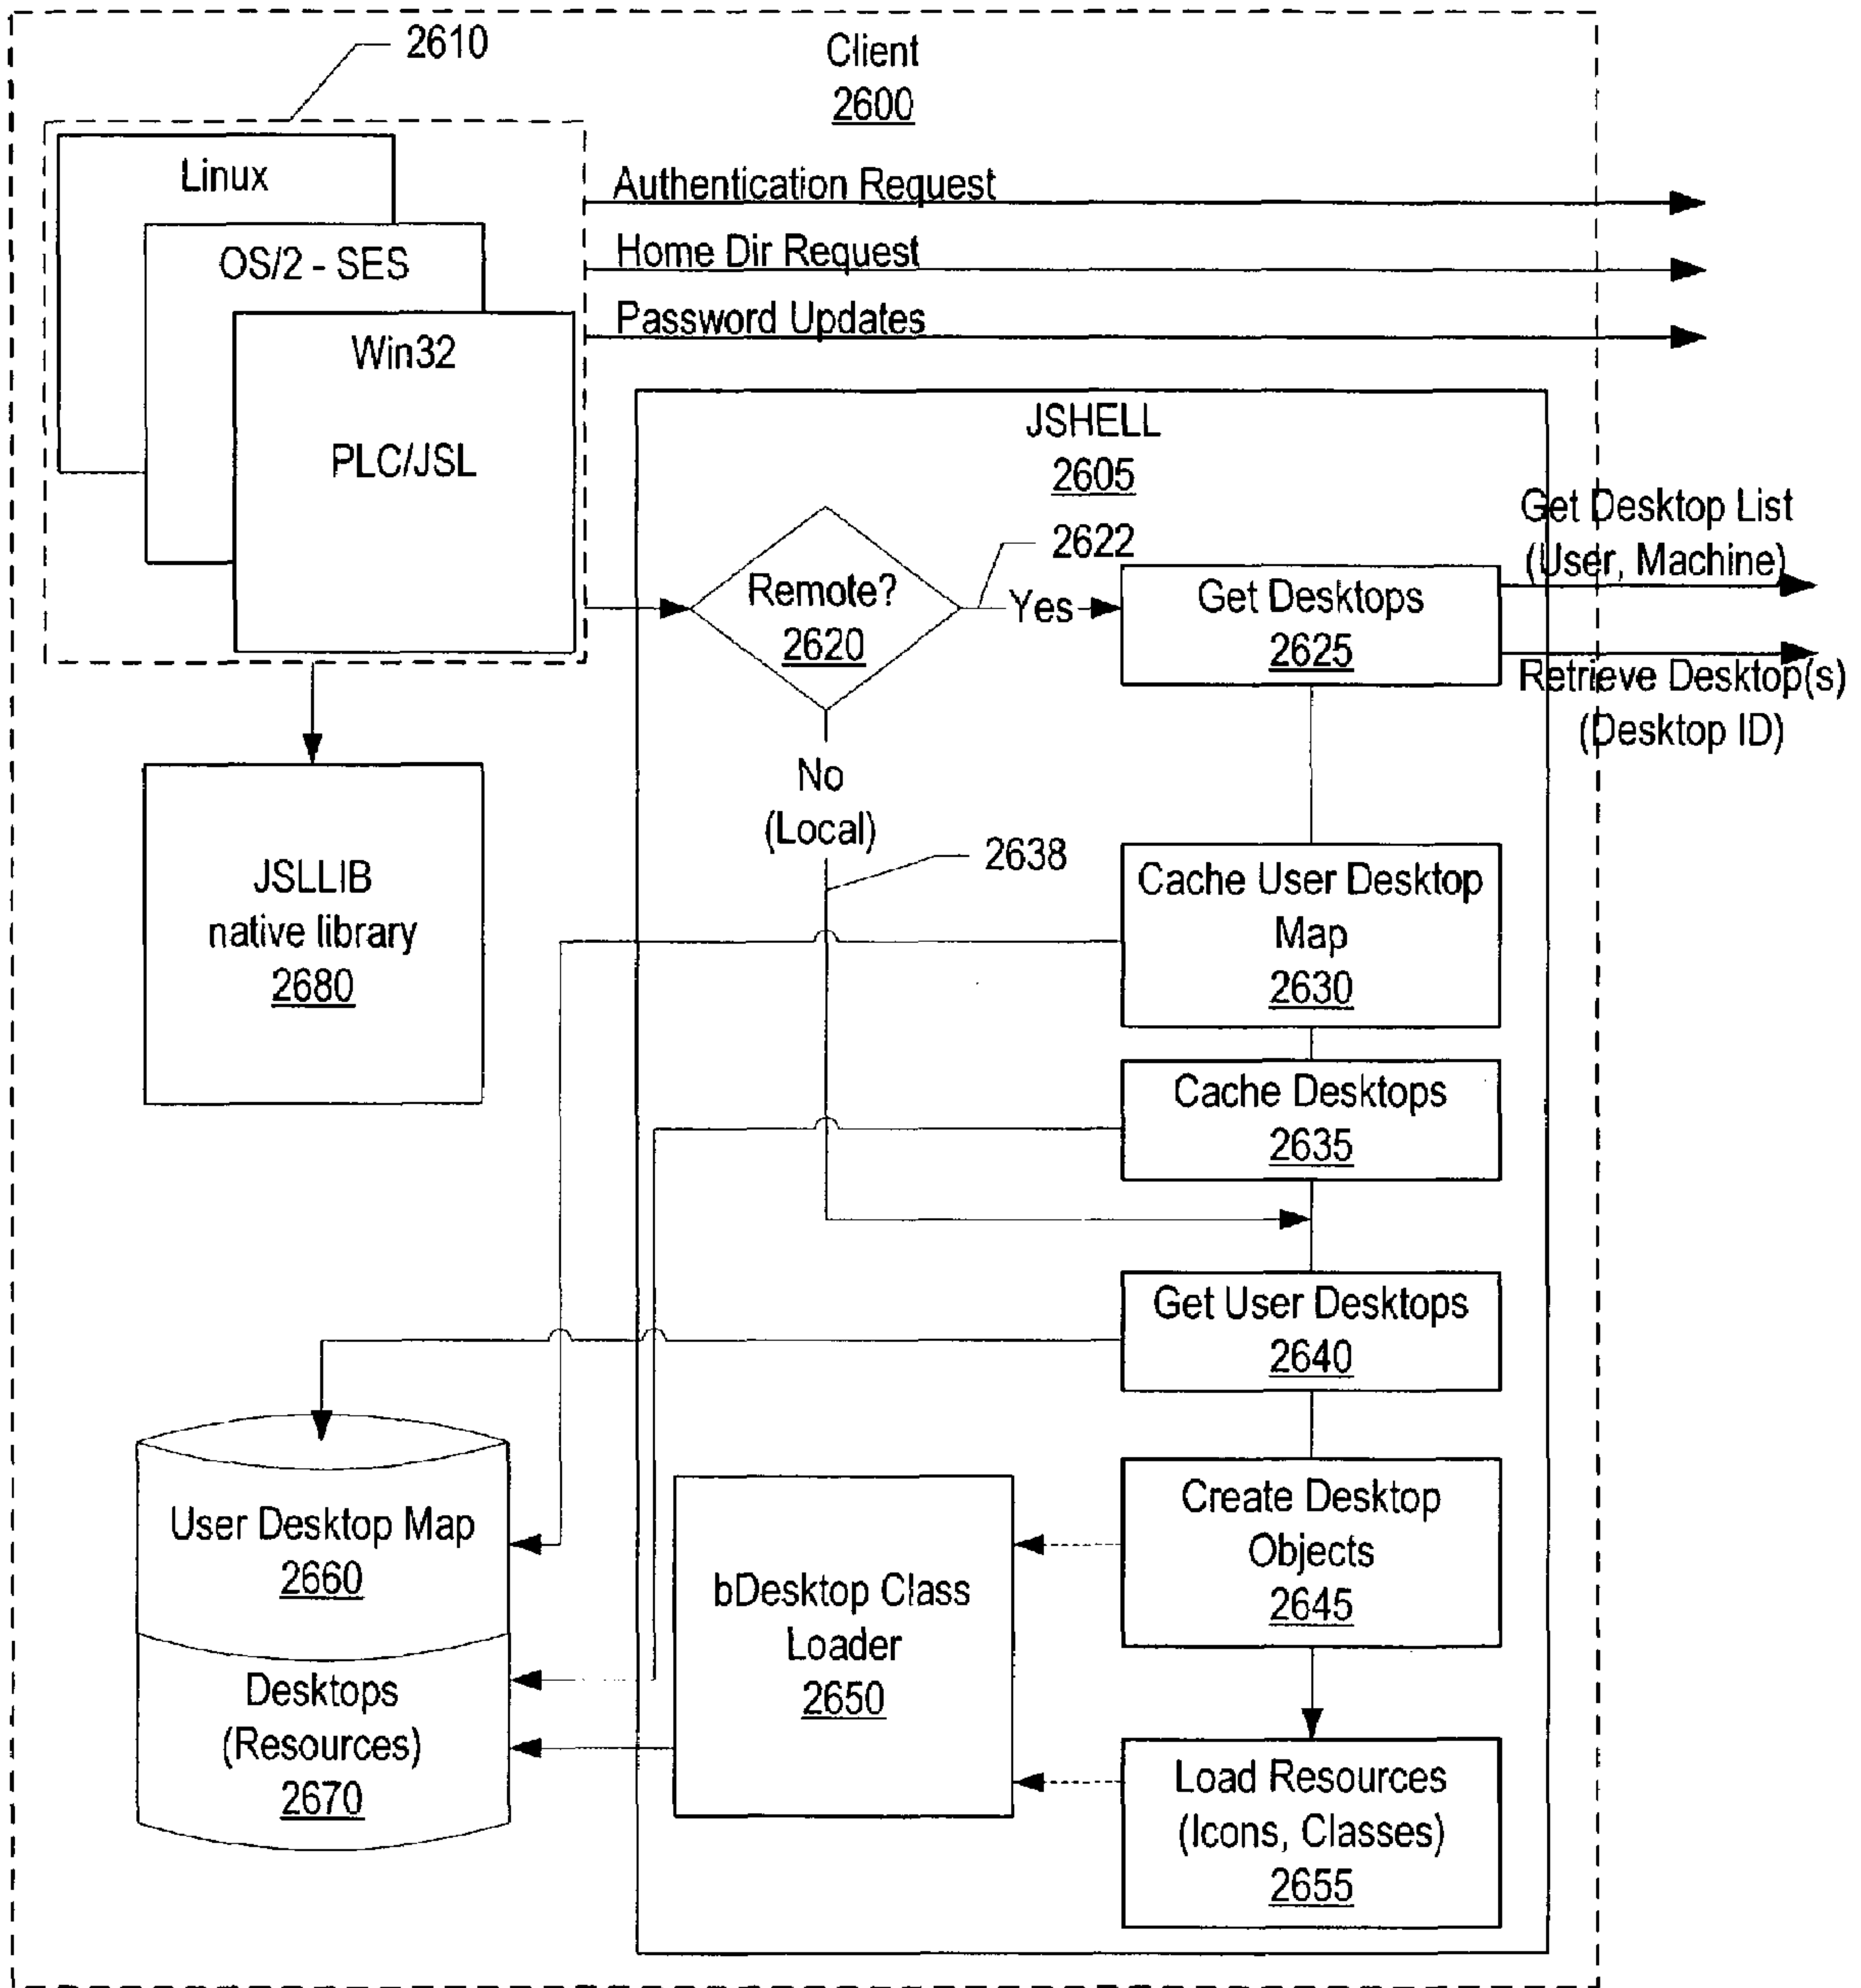 2610
Client
2600
Linux
OS/2 - SES
Win32
PLC/JSL
Authentication Request
Home Dir Request
Password Updates
JSHELL
2605
Remote?
2620
2622
Yes
Get Desktops
2625
Get Desktop List
(User, Machine)
Retrieve Desktop(s)
(Desktop ID)
No
(Local)
2638
JSLLIB
native library
2680
Cache User Desktop
Map
2630
Cache Desktops
2635
Get User Desktops
2640
Create Desktop
Objects
2645
bDesktop Class
Loader
2650
Load Resources
(Icons, Classes)
2655
User Desktop Map
2660
Desktops
(Resources)
2670